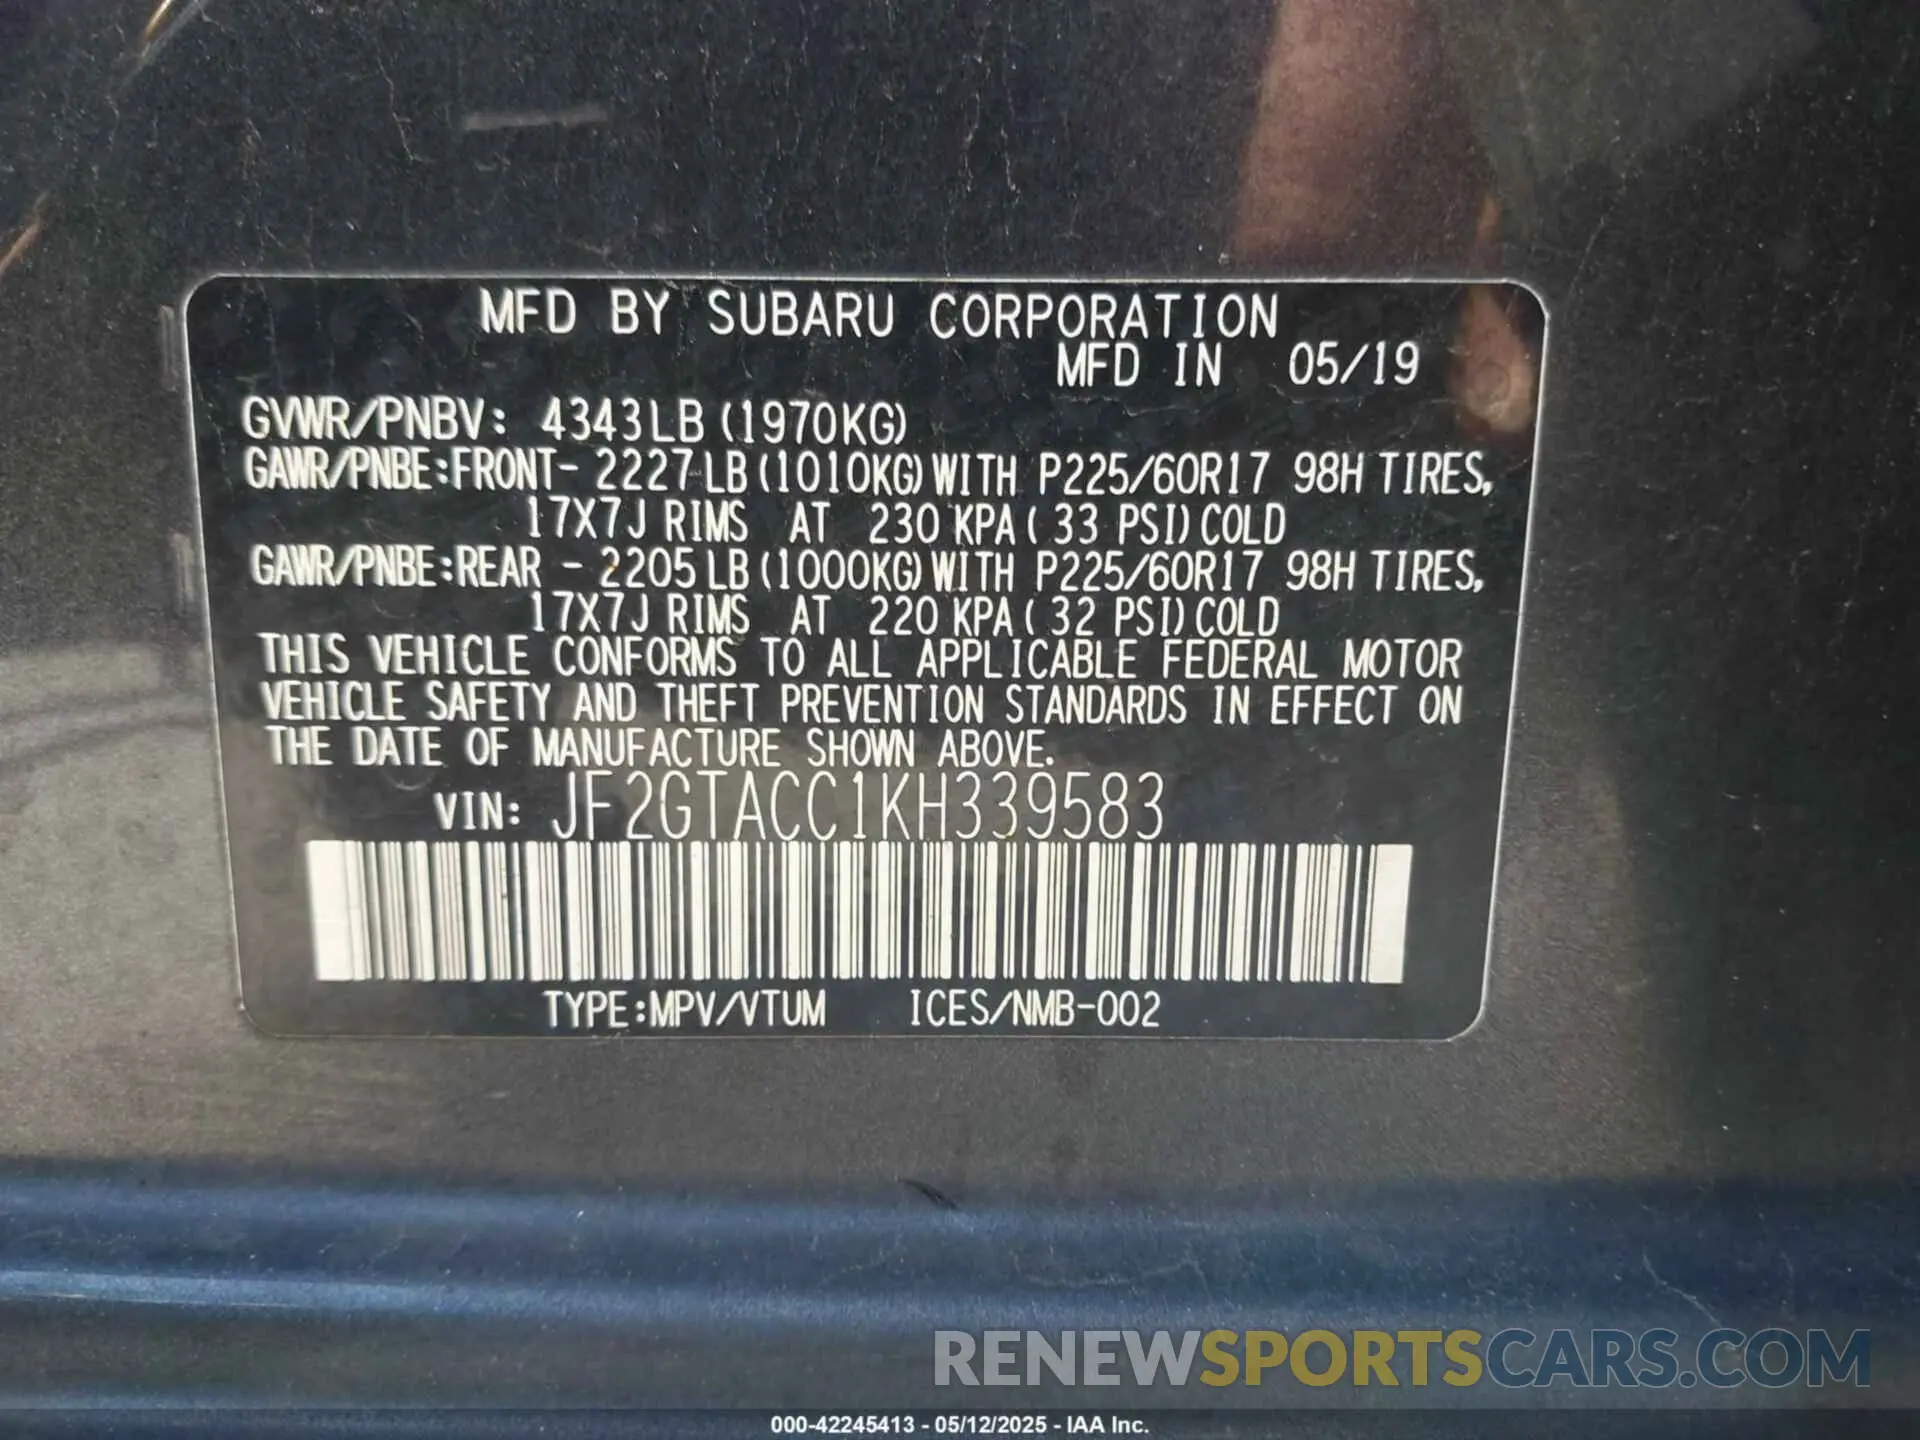 MFD BY SUBARU CORPORATION
MFD IN 05/19
GVWR/PNBV: 4343LB (1970KG)
GAWR/PNBE:FRONT- 2227LB (1010KG) WITH P225/60R17 98H TIRES,
17X7J RIMS AT 230 KPA( 33 PSI) COLD
GAWR/PNBE:REAR - 2205LB (1000KG) WITH P225/60R17 98H TIRES,
17X7J RIMS AT 220 KPA( 32 PSI) COLD
THIS VEHICLE CONFORMS TO ALL APPLICABLE FEDERAL MOTOR
VEHICLE SAFETY AND THEFT PREVENTION STANDARDS IN EFFECT ON
THE DATE OF MANUFACTURE SHOWN ABOVE.
VIN: JF2GTACC1KH339583
TYPE:MPV/VTUM ICES/NMB-002
RENEWSPORTSCARS.COM
000-42245413 - 05/12/2025 - IAA Inc.